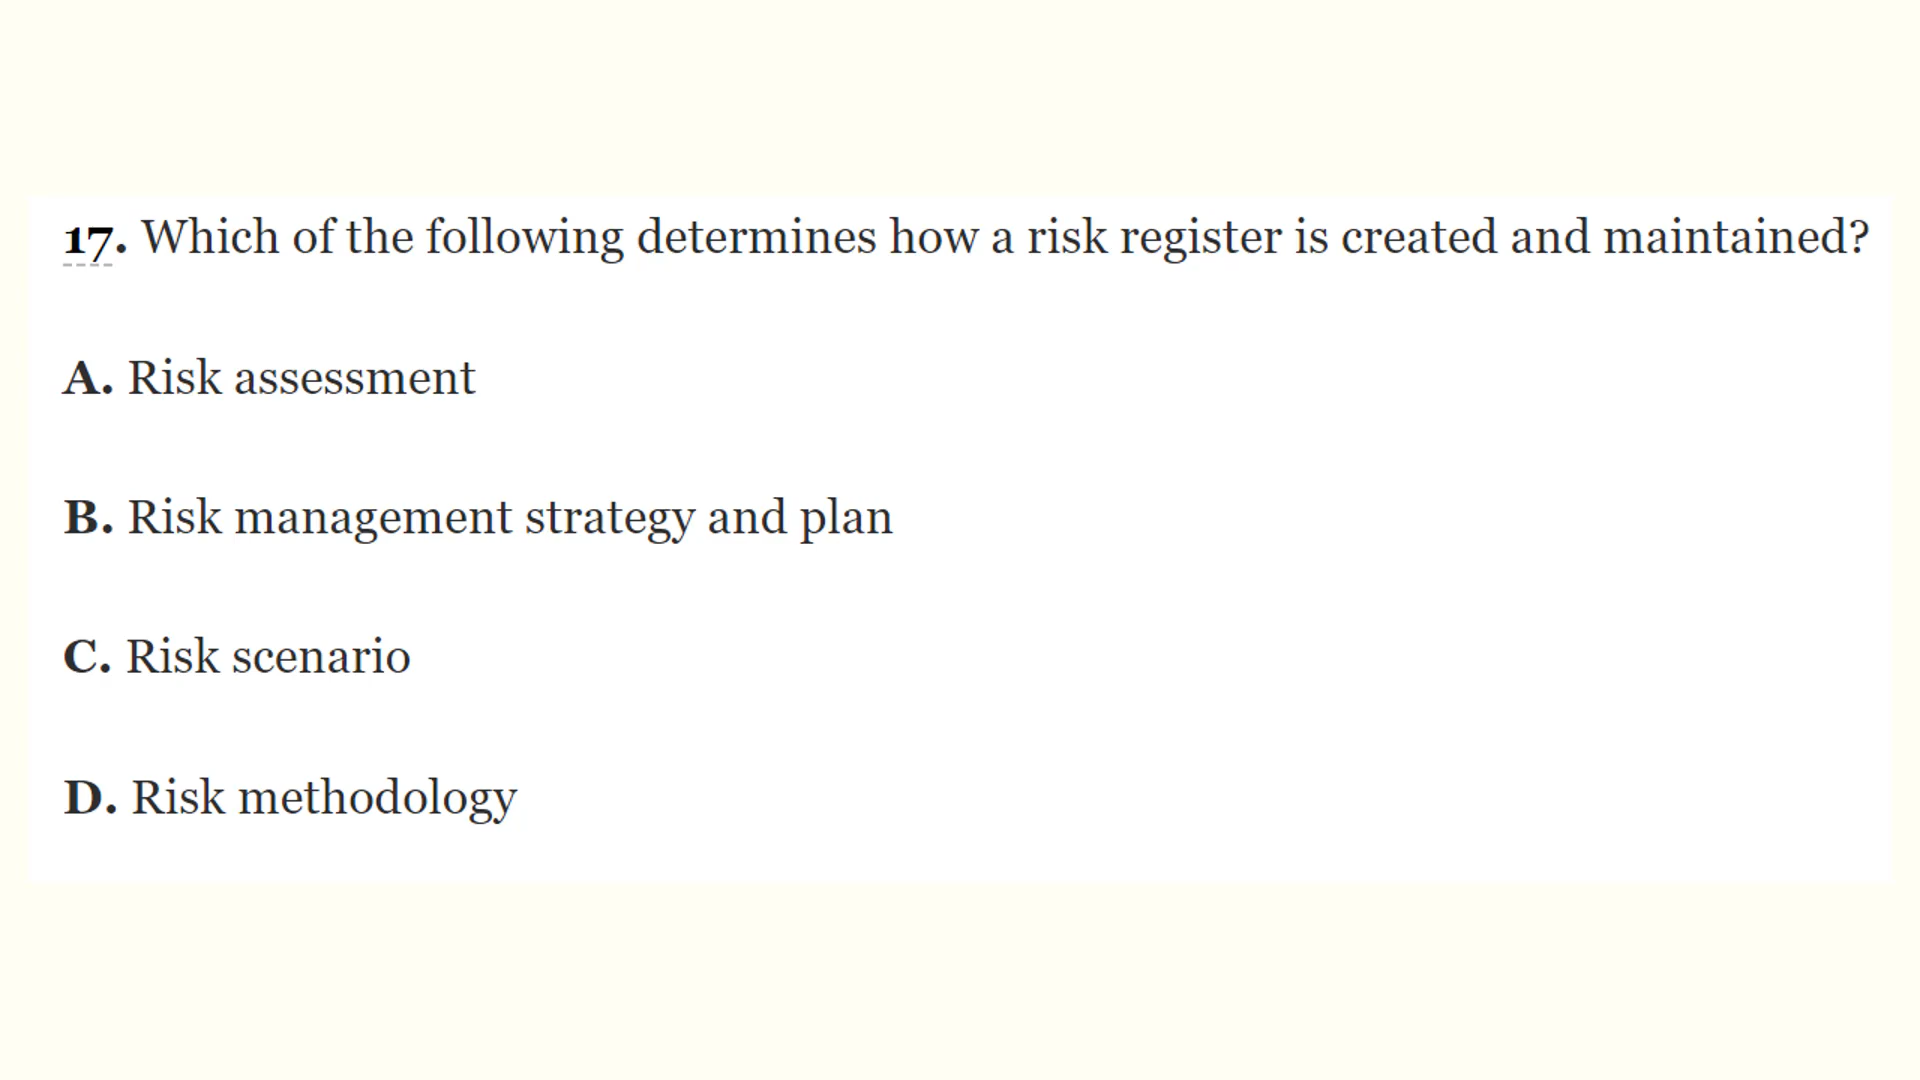 17. Which of the following determines how a risk register is created and maintained?
A. Risk assessment
B. Risk management strategy and plan
C. Risk scenario
D. Risk methodology